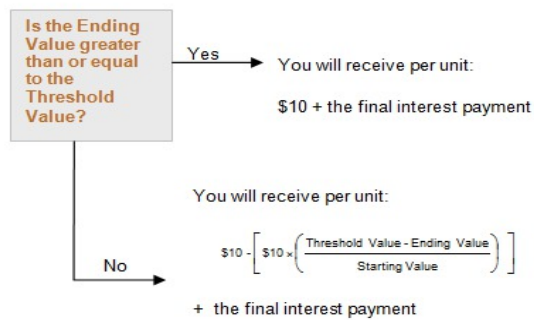 Is the Ending
Value greater
than or equal
to the
Threshold
Value?
Yes
You will receive per unit:
$10 + the final interest payment
You will receive per unit:
$10 - [ $10 × ( Threshold Value - Ending Value / Starting Value ) ]
No
+ the final interest payment